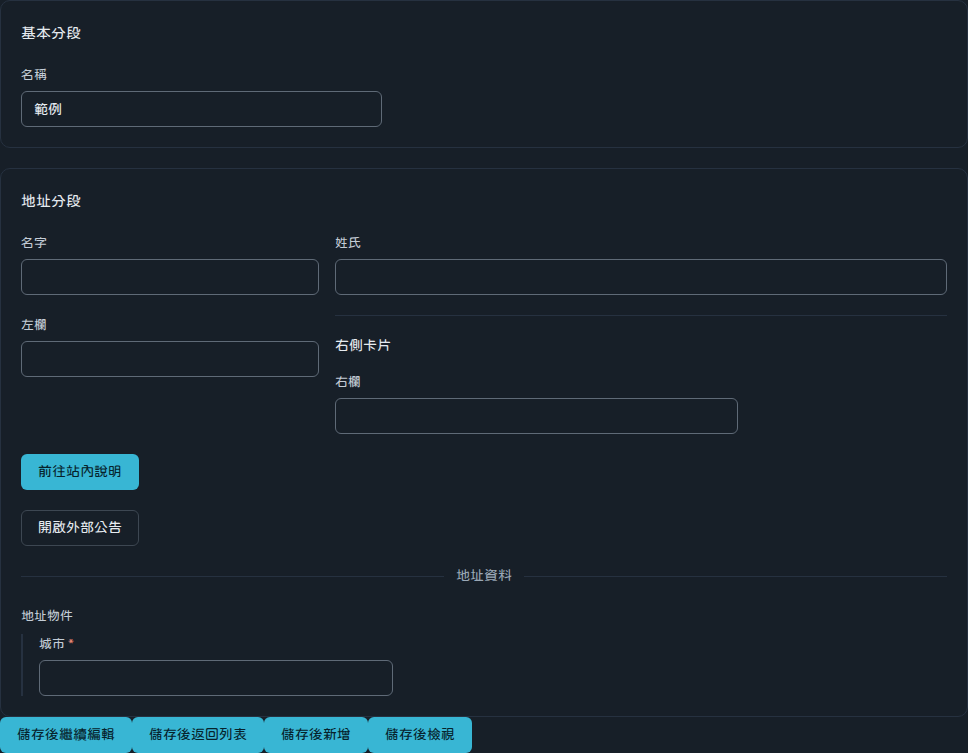 基本分段
名稱
範例
地址分段
名字 姓氏
左欄
右側卡片
右欄
前往站內說明
開啟外部公告
地址資料
地址物件
城市 *
儲存後繼續編輯 儲存後返回列表 儲存後新增 儲存後檢視